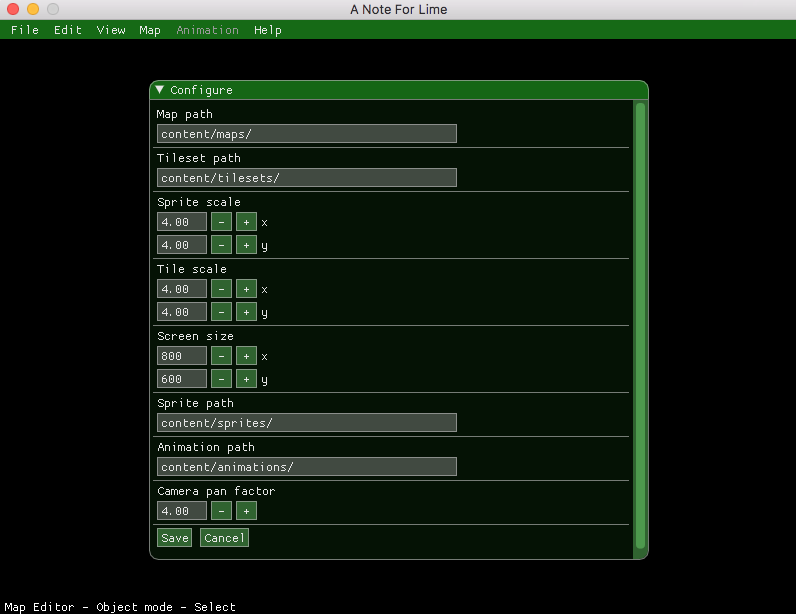 A Note For Lime
File Edit View Map Animation Help
Configure
Map path
content/maps/
Tileset path
content/tilesets/
Sprite scale
4.00 - + x
4.00 - + y
Tile scale
4.00 - + x
4.00 - + y
Screen size
800 - + x
600 - + y
Sprite path
content/sprites/
Animation path
content/animations/
Camera pan factor
4.00 - +
Save Cancel
Map Editor - Object mode - Select